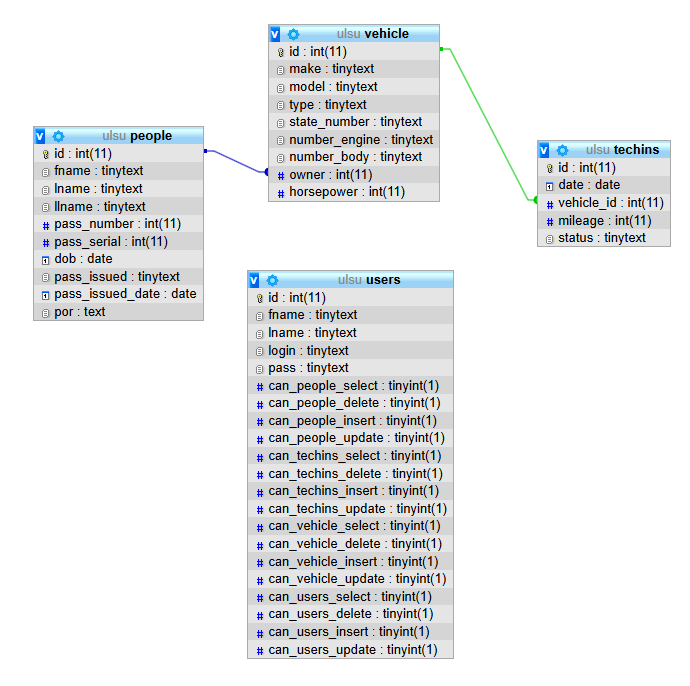 v ulsu vehicle
id : int(11)
make : tinytext
model : tinytext
type : tinytext
state_number : tinytext
number_engine : tinytext
number_body : tinytext
owner : int(11)
horsepower : int(11)
v ulsu people
id : int(11)
fname : tinytext
lname : tinytext
llname : tinytext
pass_number : int(11)
pass_serial : int(11)
dob : date
pass_issued : tinytext
pass_issued_date : date
por : text
v ulsu techins
id : int(11)
date : date
vehicle_id : int(11)
mileage : int(11)
status : tinytext
v ulsu users
id : int(11)
fname : tinytext
lname : tinytext
login : tinytext
pass : tinytext
can_people_select : tinyint(1)
can_people_delete : tinyint(1)
can_people_insert : tinyint(1)
can_people_update : tinyint(1)
can_techins_select : tinyint(1)
can_techins_delete : tinyint(1)
can_techins_insert : tinyint(1)
can_techins_update : tinyint(1)
can_vehicle_select : tinyint(1)
can_vehicle_delete : tinyint(1)
can_vehicle_insert : tinyint(1)
can_vehicle_update : tinyint(1)
can_users_select : tinyint(1)
can_users_delete : tinyint(1)
can_users_insert : tinyint(1)
can_users_update : tinyint(1)